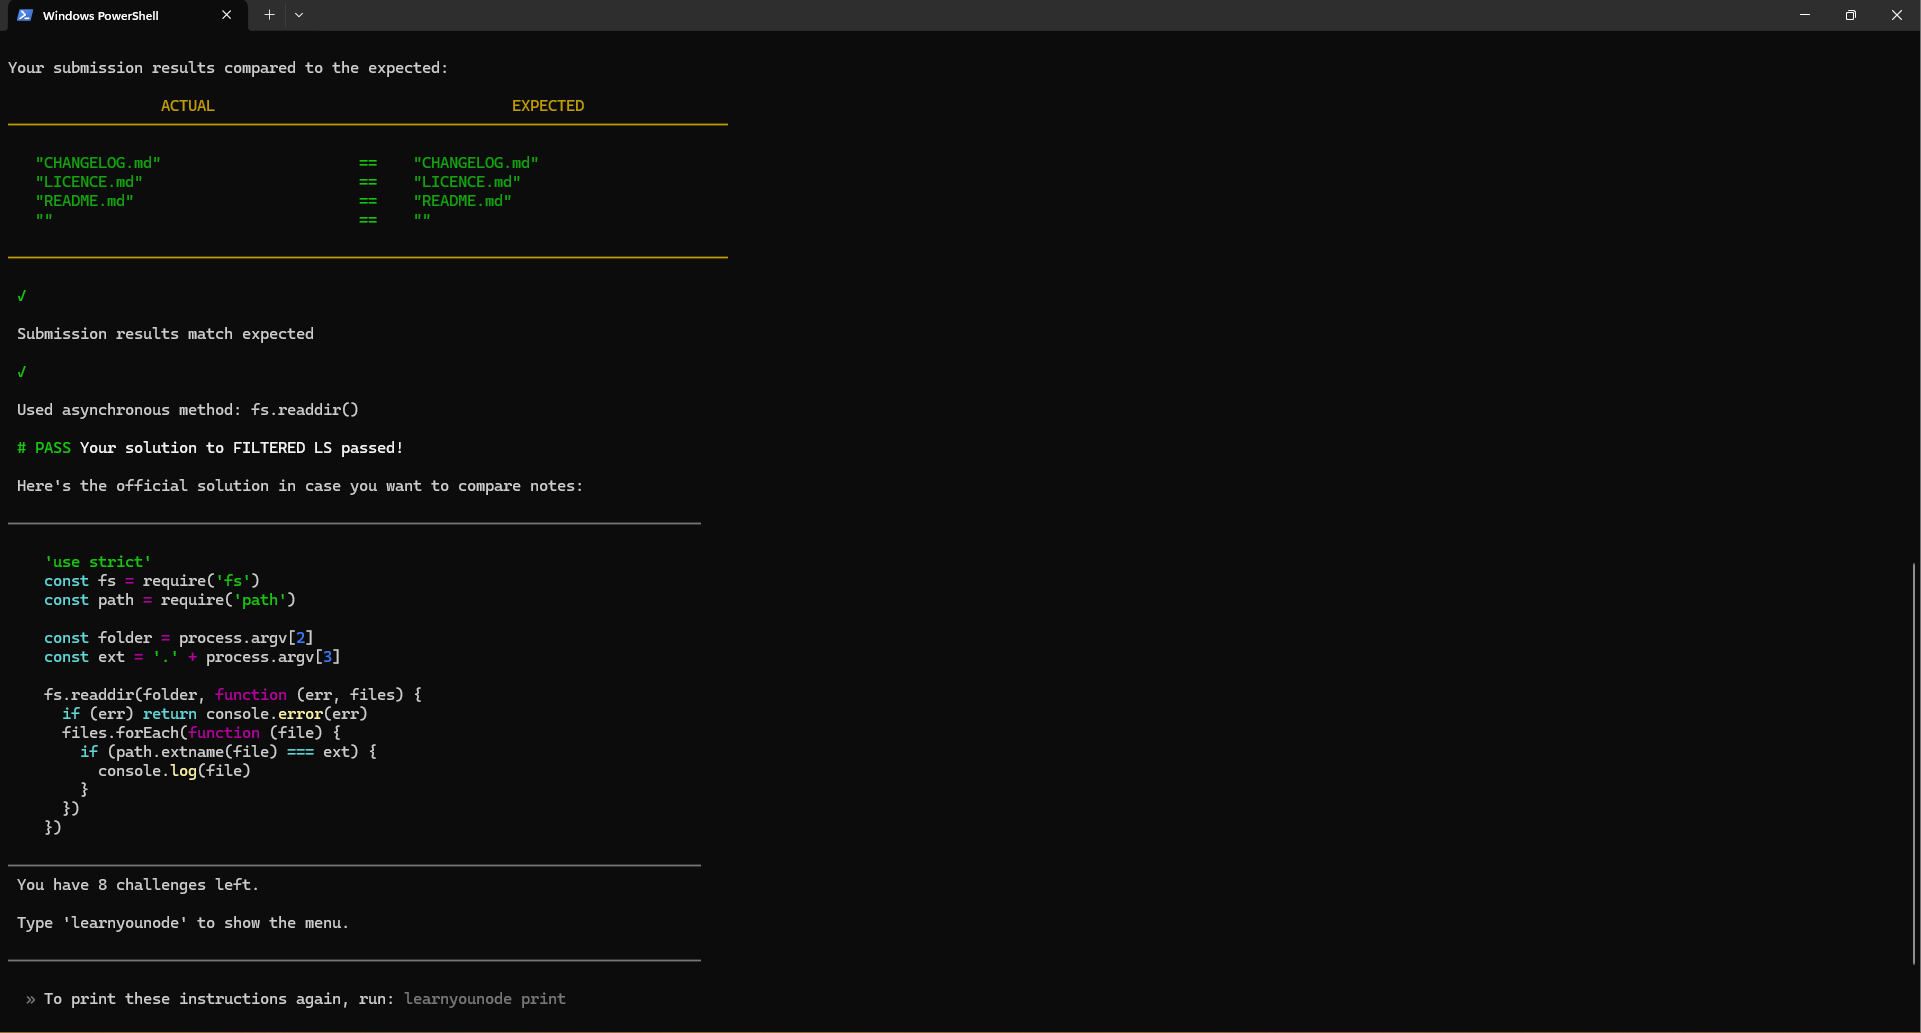 Windows PowerShell
Your submission results compared to the expected:
ACTUAL EXPECTED
"CHANGELOG.md" == "CHANGELOG.md"
"LICENCE.md" == "LICENCE.md"
"README.md" == "README.md"
"" == ""
✓
Submission results match expected
✓
Used asynchronous method: fs.readdir()
# PASS Your solution to FILTERED LS passed!
Here's the official solution in case you want to compare notes:
'use strict'
const fs = require('fs')
const path = require('path')
const folder = process.argv[2]
const ext = '.' + process.argv[3]
fs.readdir(folder, function (err, files) {
if (err) return console.error(err)
files.forEach(function (file) {
if (path.extname(file) === ext) {
console.log(file)
}
})
})
You have 8 challenges left.
Type 'learnyounode' to show the menu.
» To print these instructions again, run: learnyounode print